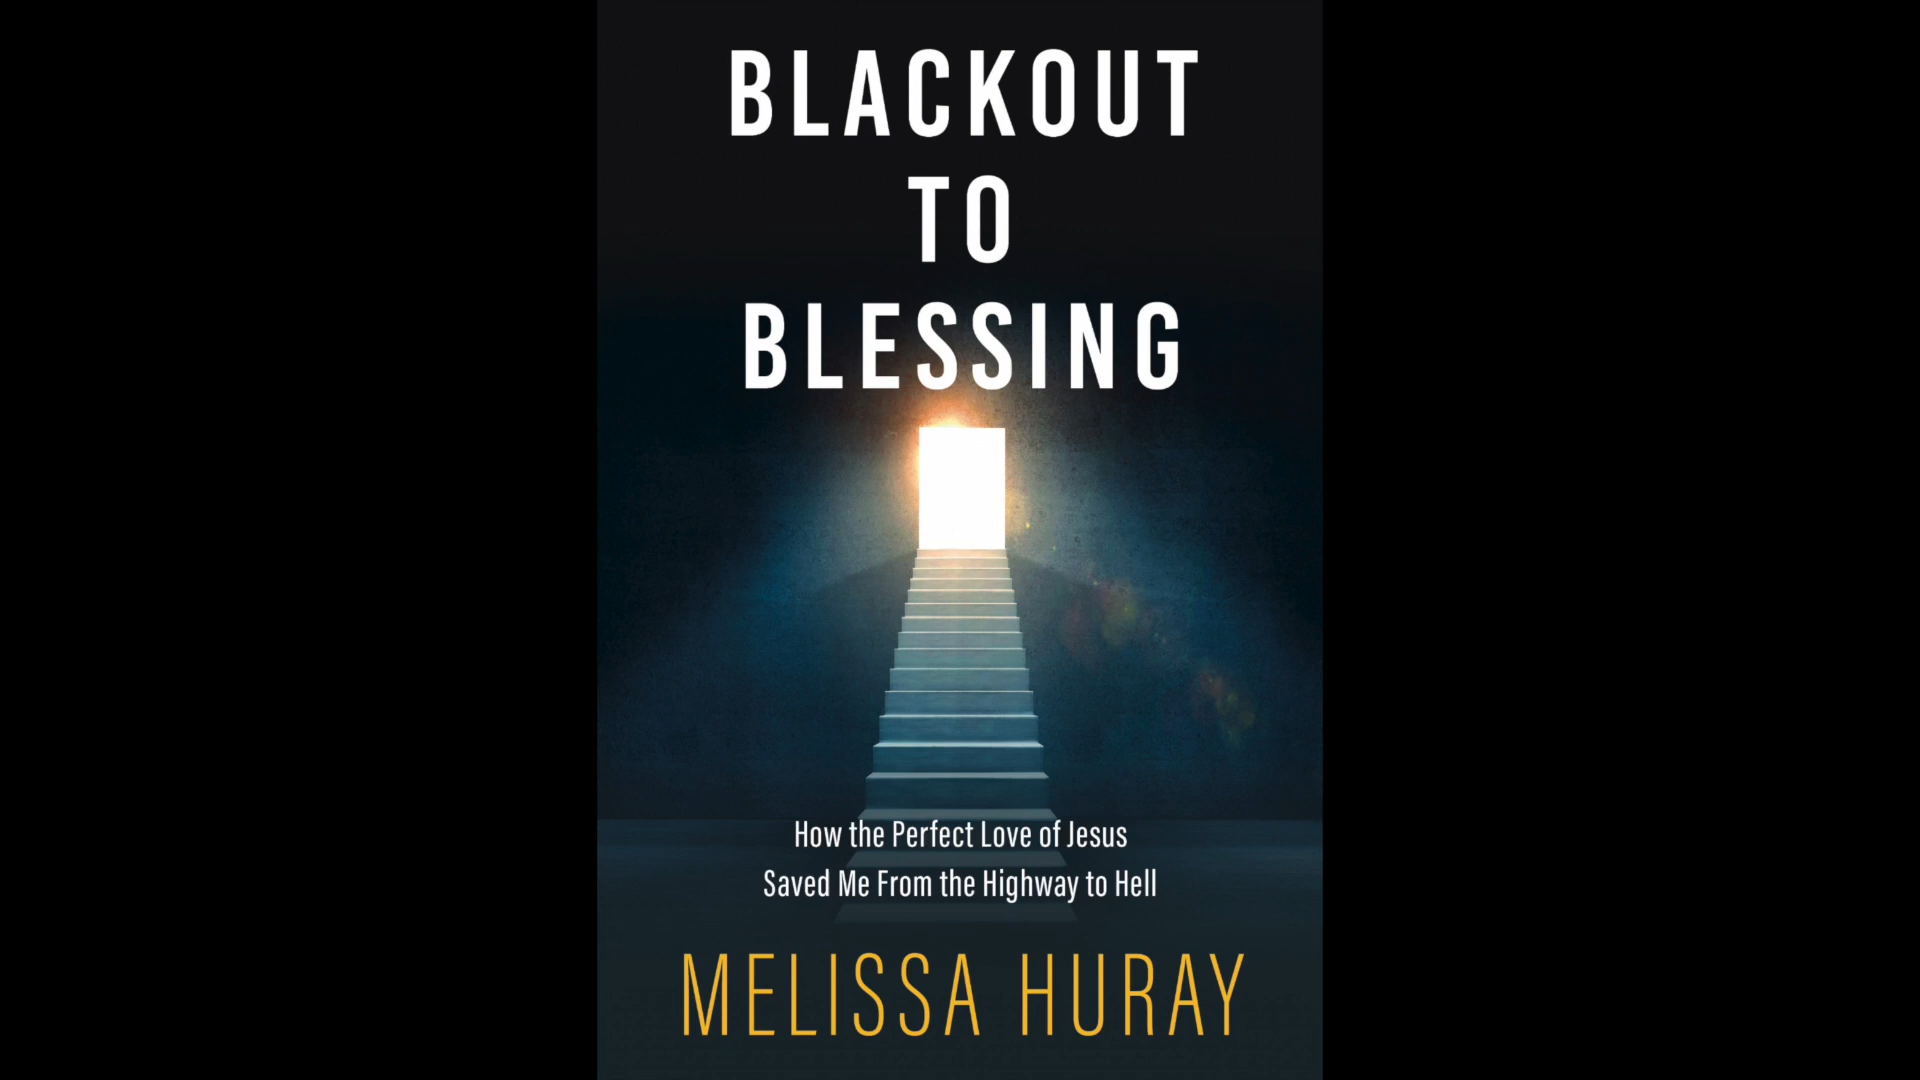 BLACKOUT
TO
BLESSING
How the Perfect Love of Jesus
Saved Me From the Highway to Hell
MELISSA HURAY